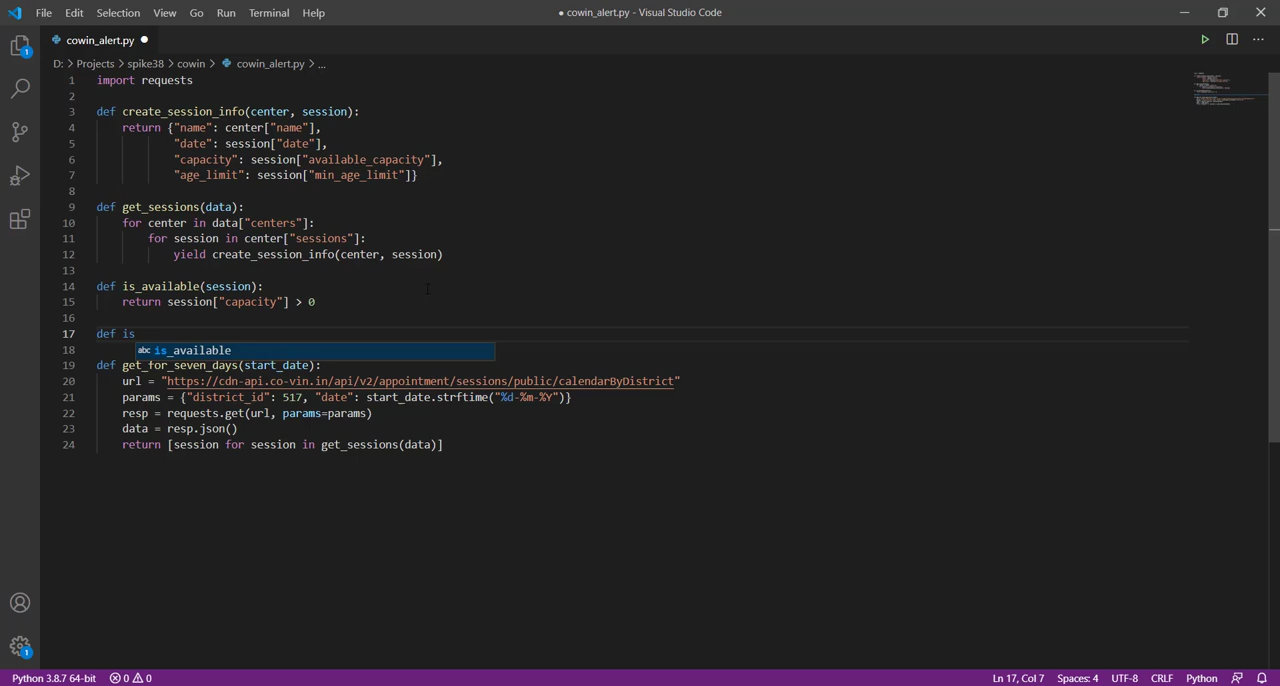 File Edit Selection View Go Run Terminal Help
● cowin_alert.py - Visual Studio Code
cowin_alert.py ●
D: > Projects > spike38 > cowin > cowin_alert.py > ...
1 import requests
2
3 def create_session_info(center, session):
4 return {"name": center["name"],
5 "date": session["date"],
6 "capacity": session["available_capacity"],
7 "age_limit": session["min_age_limit"]}
8
9 def get_sessions(data):
10 for center in data["centers"]:
11 for session in center["sessions"]:
12 yield create_session_info(center, session)
13
14 def is_available(session):
15 return session["capacity"] > 0
16
17 def is
18 abc is_available
19 def get_for_seven_days(start_date):
20 url = "https://cdn-api.co-vin.in/api/v2/appointment/sessions/public/calendarByDistrict"
21 params = {"district_id": 517, "date": start_date.strftime("%d-%m-%Y")}
22 resp = requests.get(url, params=params)
23 data = resp.json()
24 return [session for session in get_sessions(data)]
1
1
Python 3.8.7 64-bit 0 0 Ln 17, Col 7 Spaces: 4 UTF-8 CRLF Python